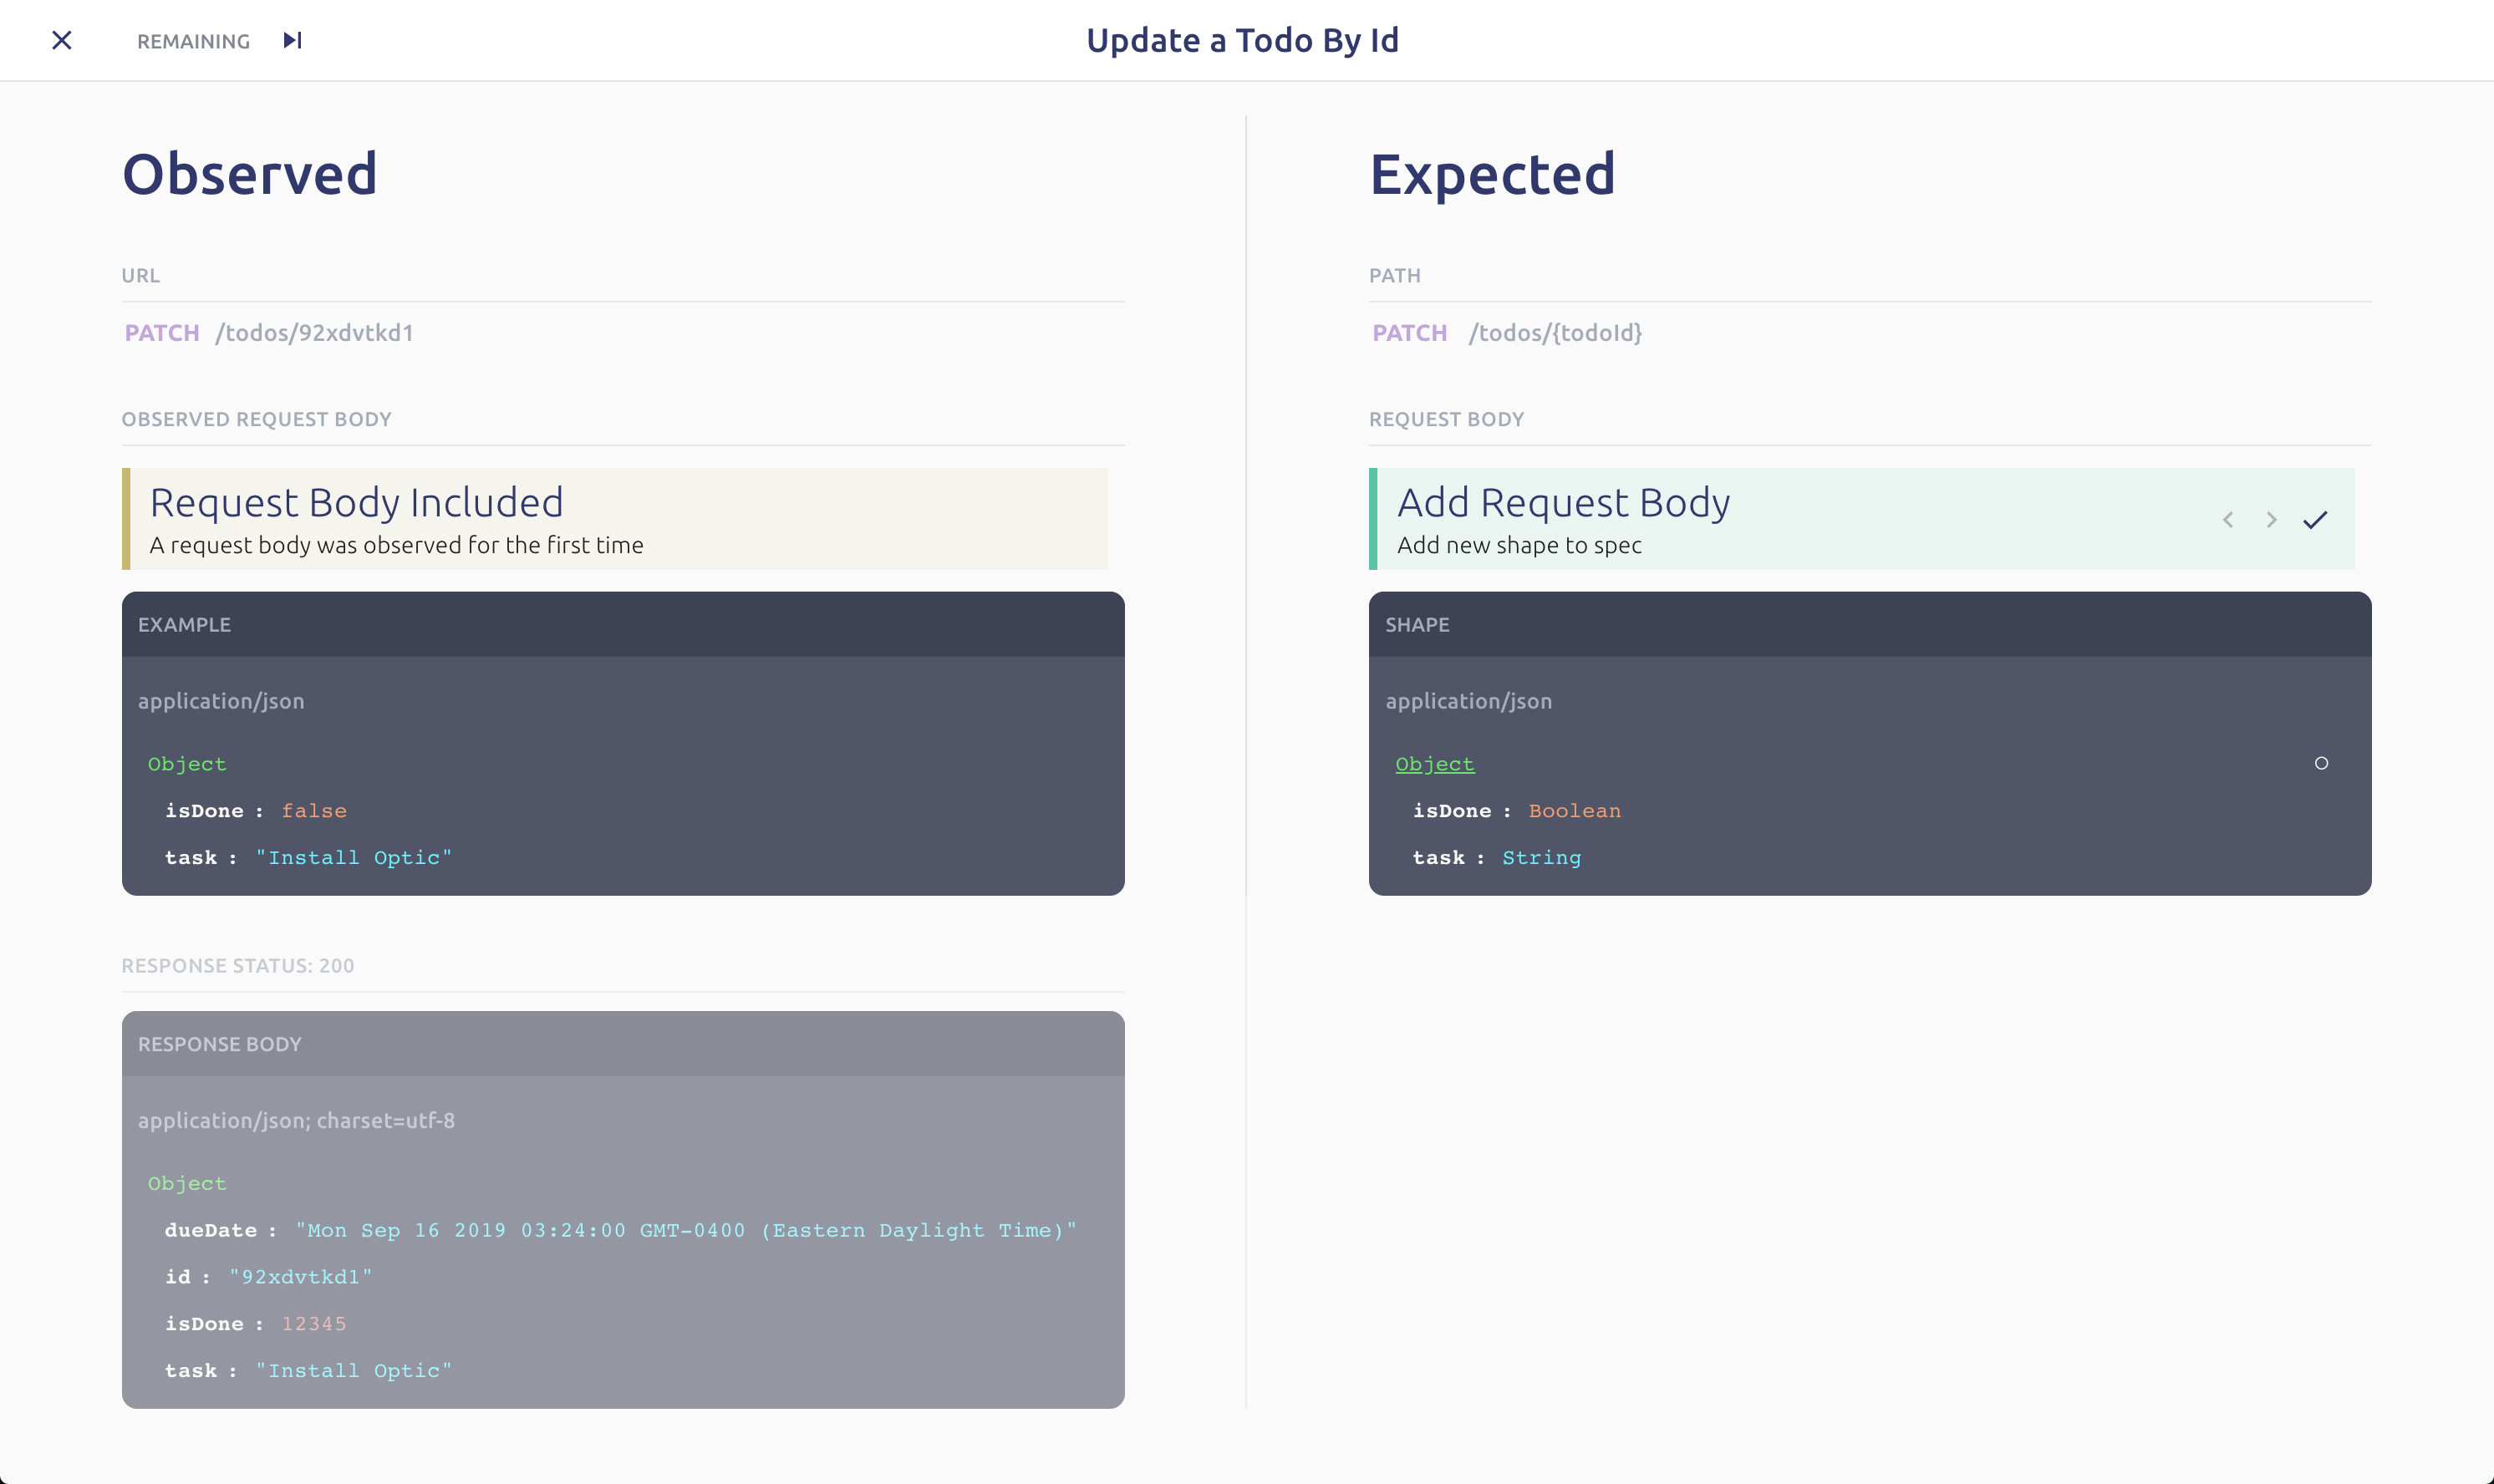 REMAINING
Update a Todo By Id
Observed
URL
PATCH /todos/92xdvtkd1
OBSERVED REQUEST BODY
Request Body Included
A request body was observed for the first time
EXAMPLE
application/json
Object
isDone : false
task : "Install Optic"
RESPONSE STATUS: 200
RESPONSE BODY
application/json; charset=utf-8
Object
dueDate : "Mon Sep 16 2019 03:24:00 GMT-0400 (Eastern Daylight Time)"
id : "92xdvtkd1"
isDone : 12345
task : "Install Optic"
Expected
PATH
PATCH /todos/{todoId}
REQUEST BODY
Add Request Body
Add new shape to spec
SHAPE
application/json
Object
isDone : Boolean
task : String